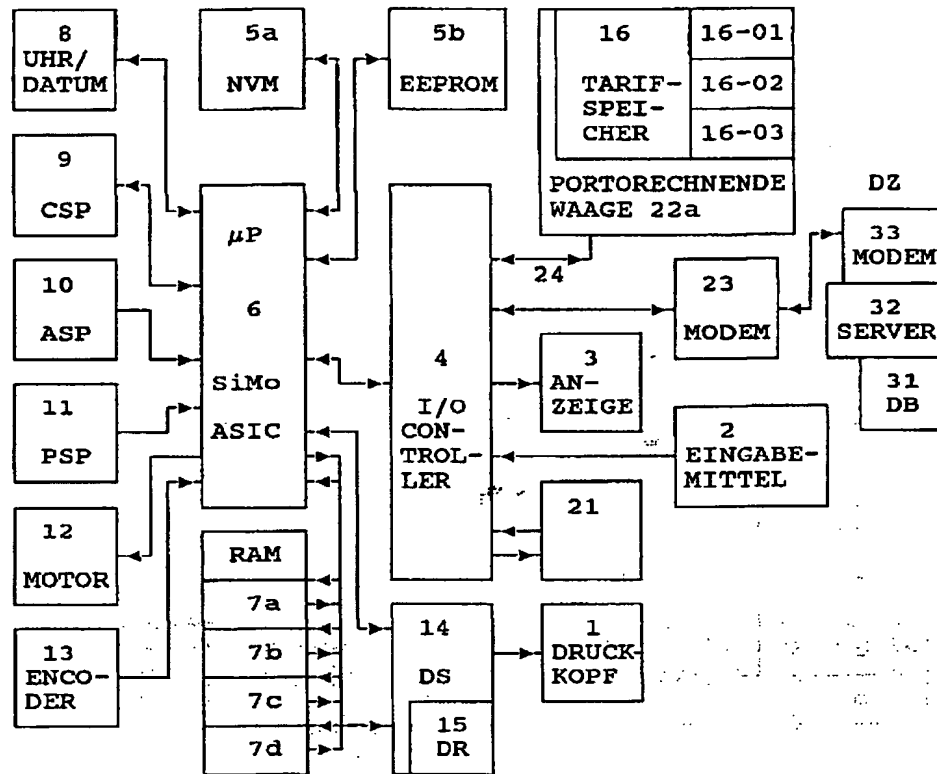 8
UHR/
DATUM
5a
NVM
5b
EEPROM
16
TARIF-
SPEI-
CHER
16-01
16-02
16-03
PORTORECHNENDE
WAAGE 22a
9
CSP
µP
6
SiMo
ASIC
24
DZ
33
MODEM
32
SERVER
31
DB
10
ASP
23
MODEM
4
I/O
CON-
TROL-
LER
3
AN-
ZEIGE
11
PSP
2
EINGABE-
MITTEL
12
MOTOR
21
RAM
7a
7b
7c
7d
13
ENCO-
DER
14
DS
15
DR
1
DRUCK-
KOPF